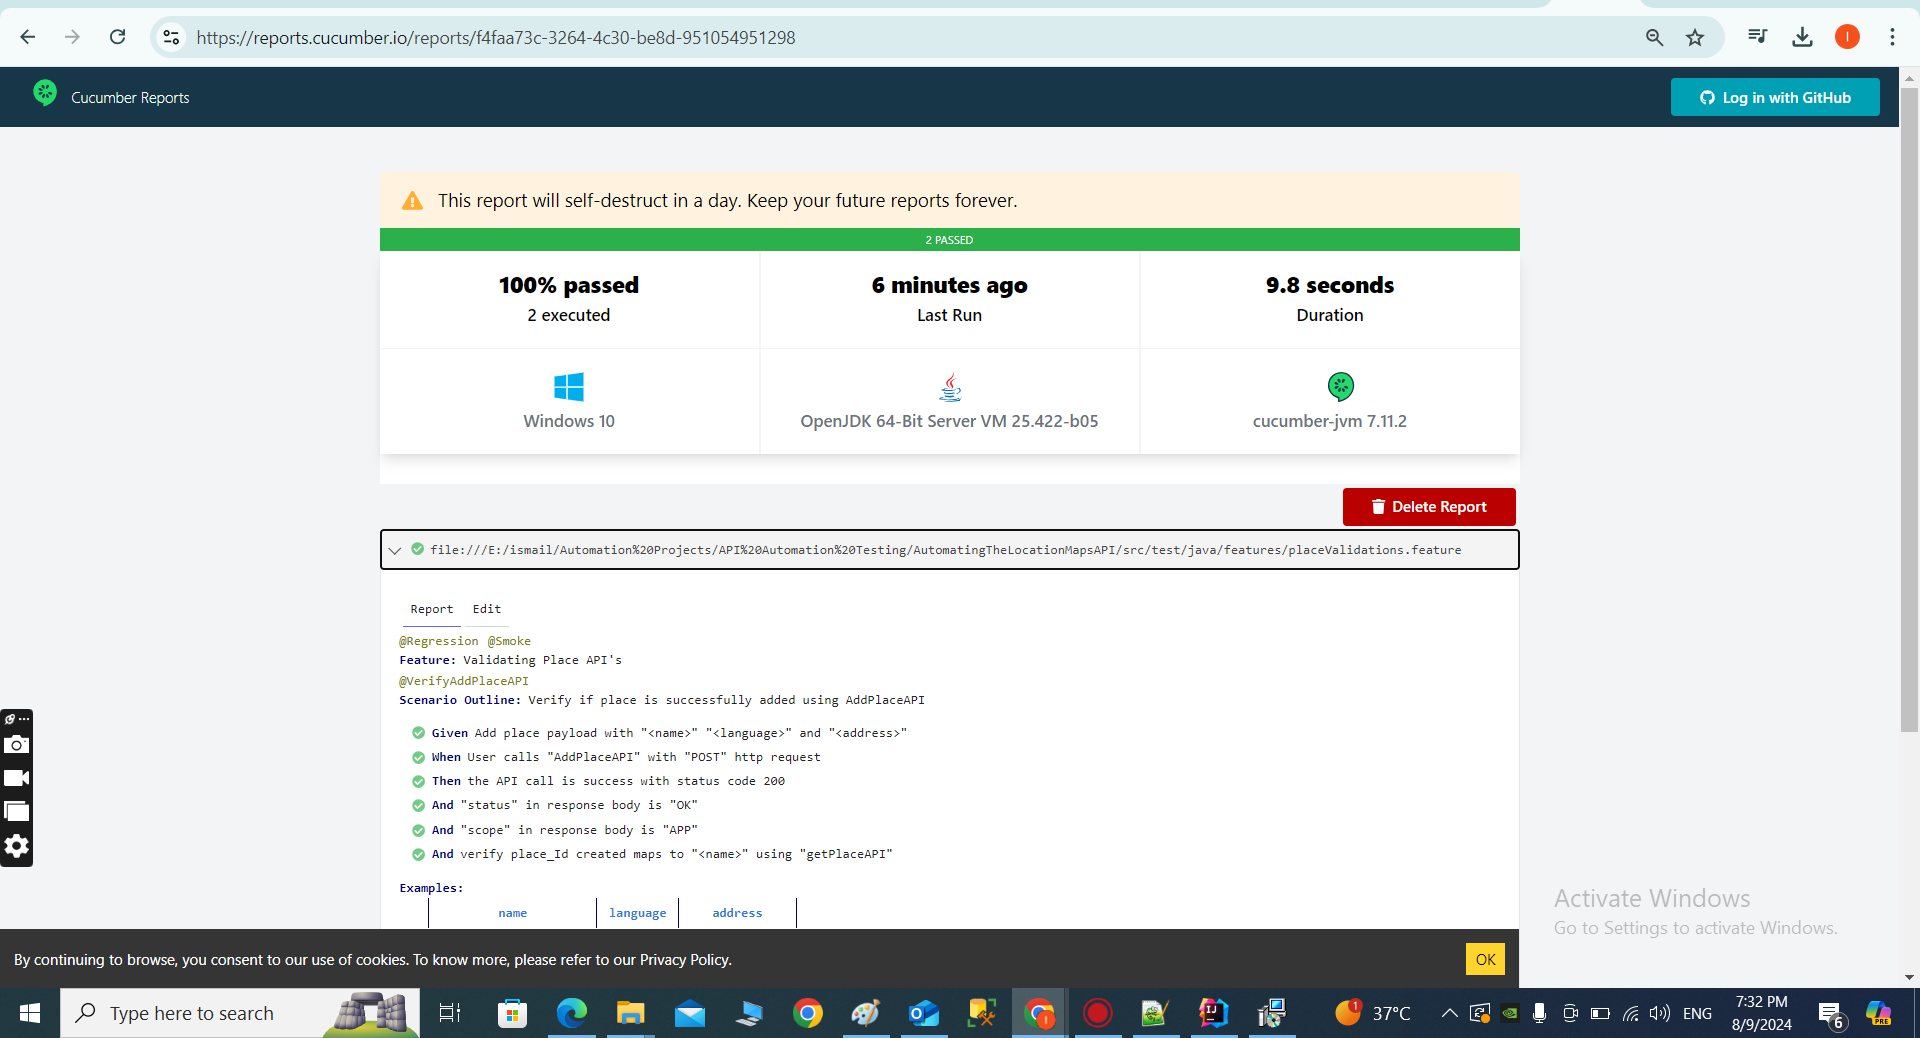 https://reports.cucumber.io/reports/f4faa73c-3264-4c30-be8d-951054951298
I
Cucumber Reports
Log in with GitHub
This report will self-destruct in a day. Keep your future reports forever.
2 PASSED
100% passed
2 executed
6 minutes ago
Last Run
9.8 seconds
Duration
Windows 10
OpenJDK 64-Bit Server VM 25.422-b05
cucumber-jvm 7.11.2
Delete Report
file:///E:/ismail/Automation%20Projects/API%20Automation%20Testing/AutomatingTheLocationMapsAPI/src/test/java/features/placeValidations.feature
Report Edit
@Regression @Smoke
Feature: Validating Place API's
@VerifyAddPlaceAPI
Scenario Outline: Verify if place is successfully added using AddPlaceAPI
Given Add place payload with "<name>" "<language>" and "<address>"
When User calls "AddPlaceAPI" with "POST" http request
Then the API call is success with status code 200
And "status" in response body is "OK"
And "scope" in response body is "APP"
And verify place_Id created maps to "<name>" using "getPlaceAPI"
Examples:
name language address
Activate Windows
Go to Settings to activate Windows.
By continuing to browse, you consent to our use of cookies. To know more, please refer to our Privacy Policy.
OK
Type here to search
1
37°C
ENG
7:32 PM
8/9/2024
6
PRE